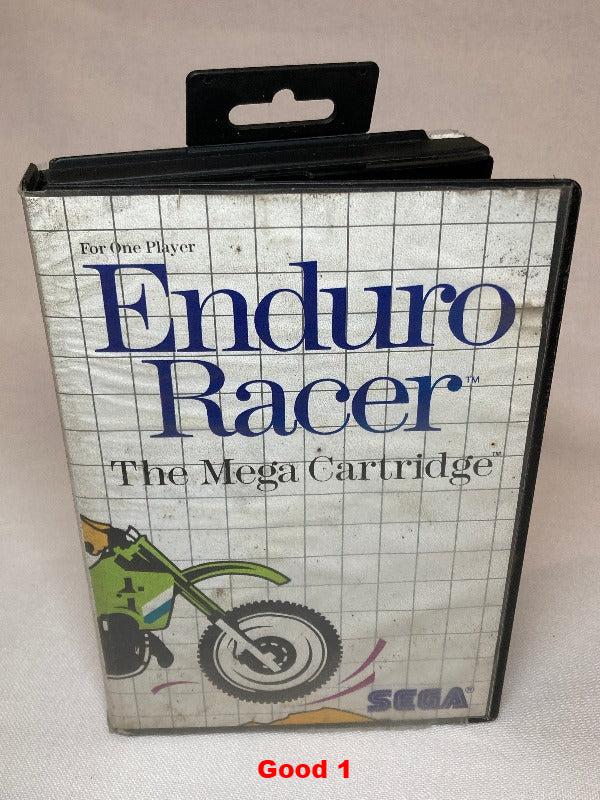 For One Player
Enduro
Racer™
The Mega Cartridge™
SEGA®
Good 1